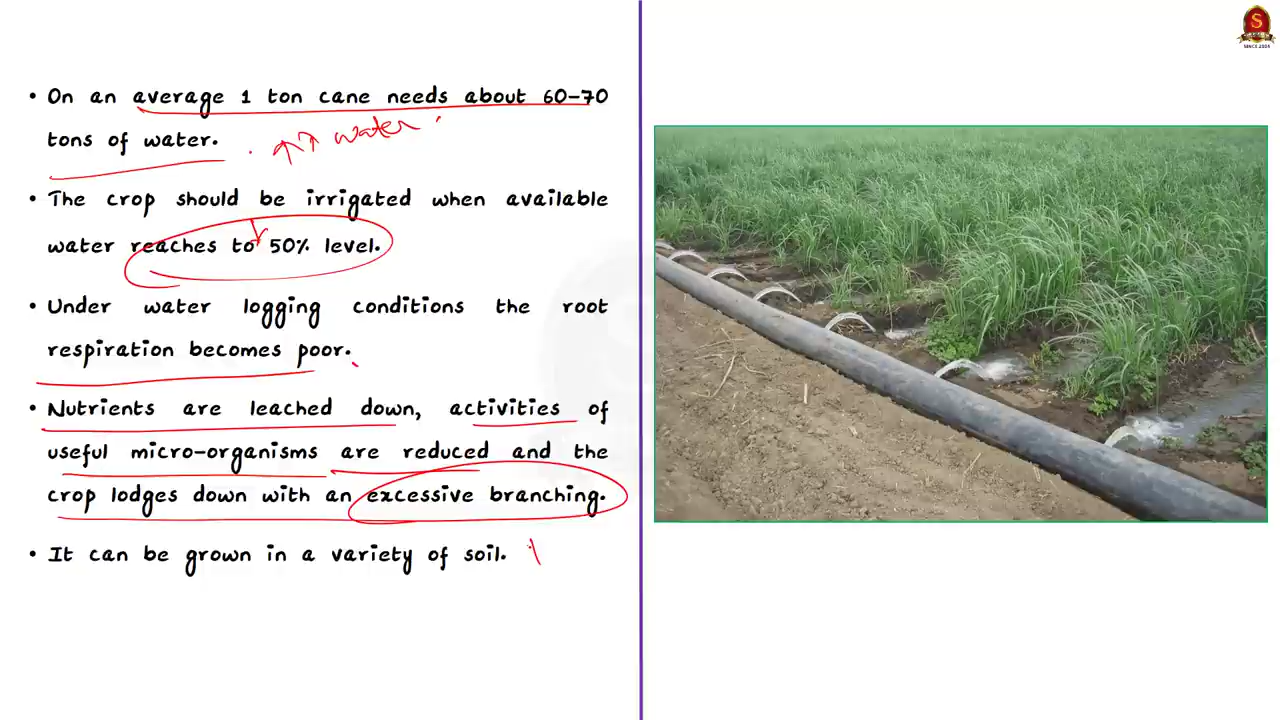 • On an average 1 ton cane needs about 60-70
tons of water.
↑↑ water
• The crop should be irrigated when available
water reaches to 50% level.
• Under water logging conditions the root
respiration becomes poor.
• Nutrients are leached down, activities of
useful micro-organisms are reduced and the
crop lodges down with an excessive branching.
• It can be grown in a variety of soil.
S
SINCE 2004